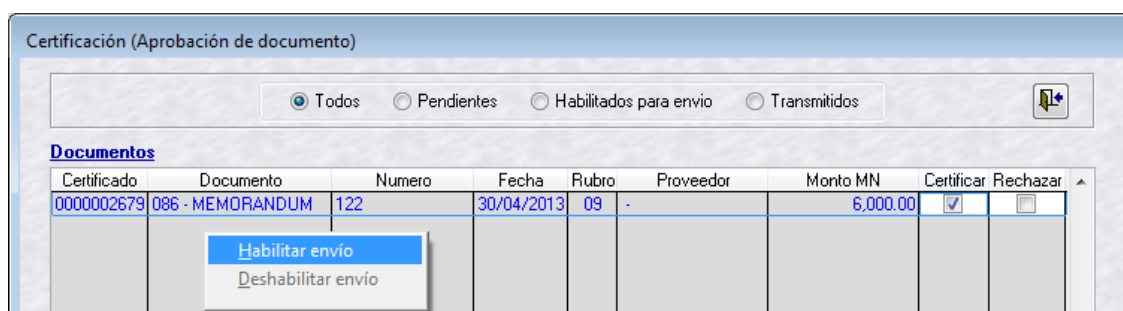 Certificación (Aprobación de documento)
Todos Pendientes Habilitados para envio Transmitidos
Documentos
Certificado Documento Numero Fecha Rubro Proveedor Monto MN Certificar Rechazar
0000002679 086 - MEMORANDUM 122 30/04/2013 09 - 6,000.00
Habilitar envío
Deshabilitar envío